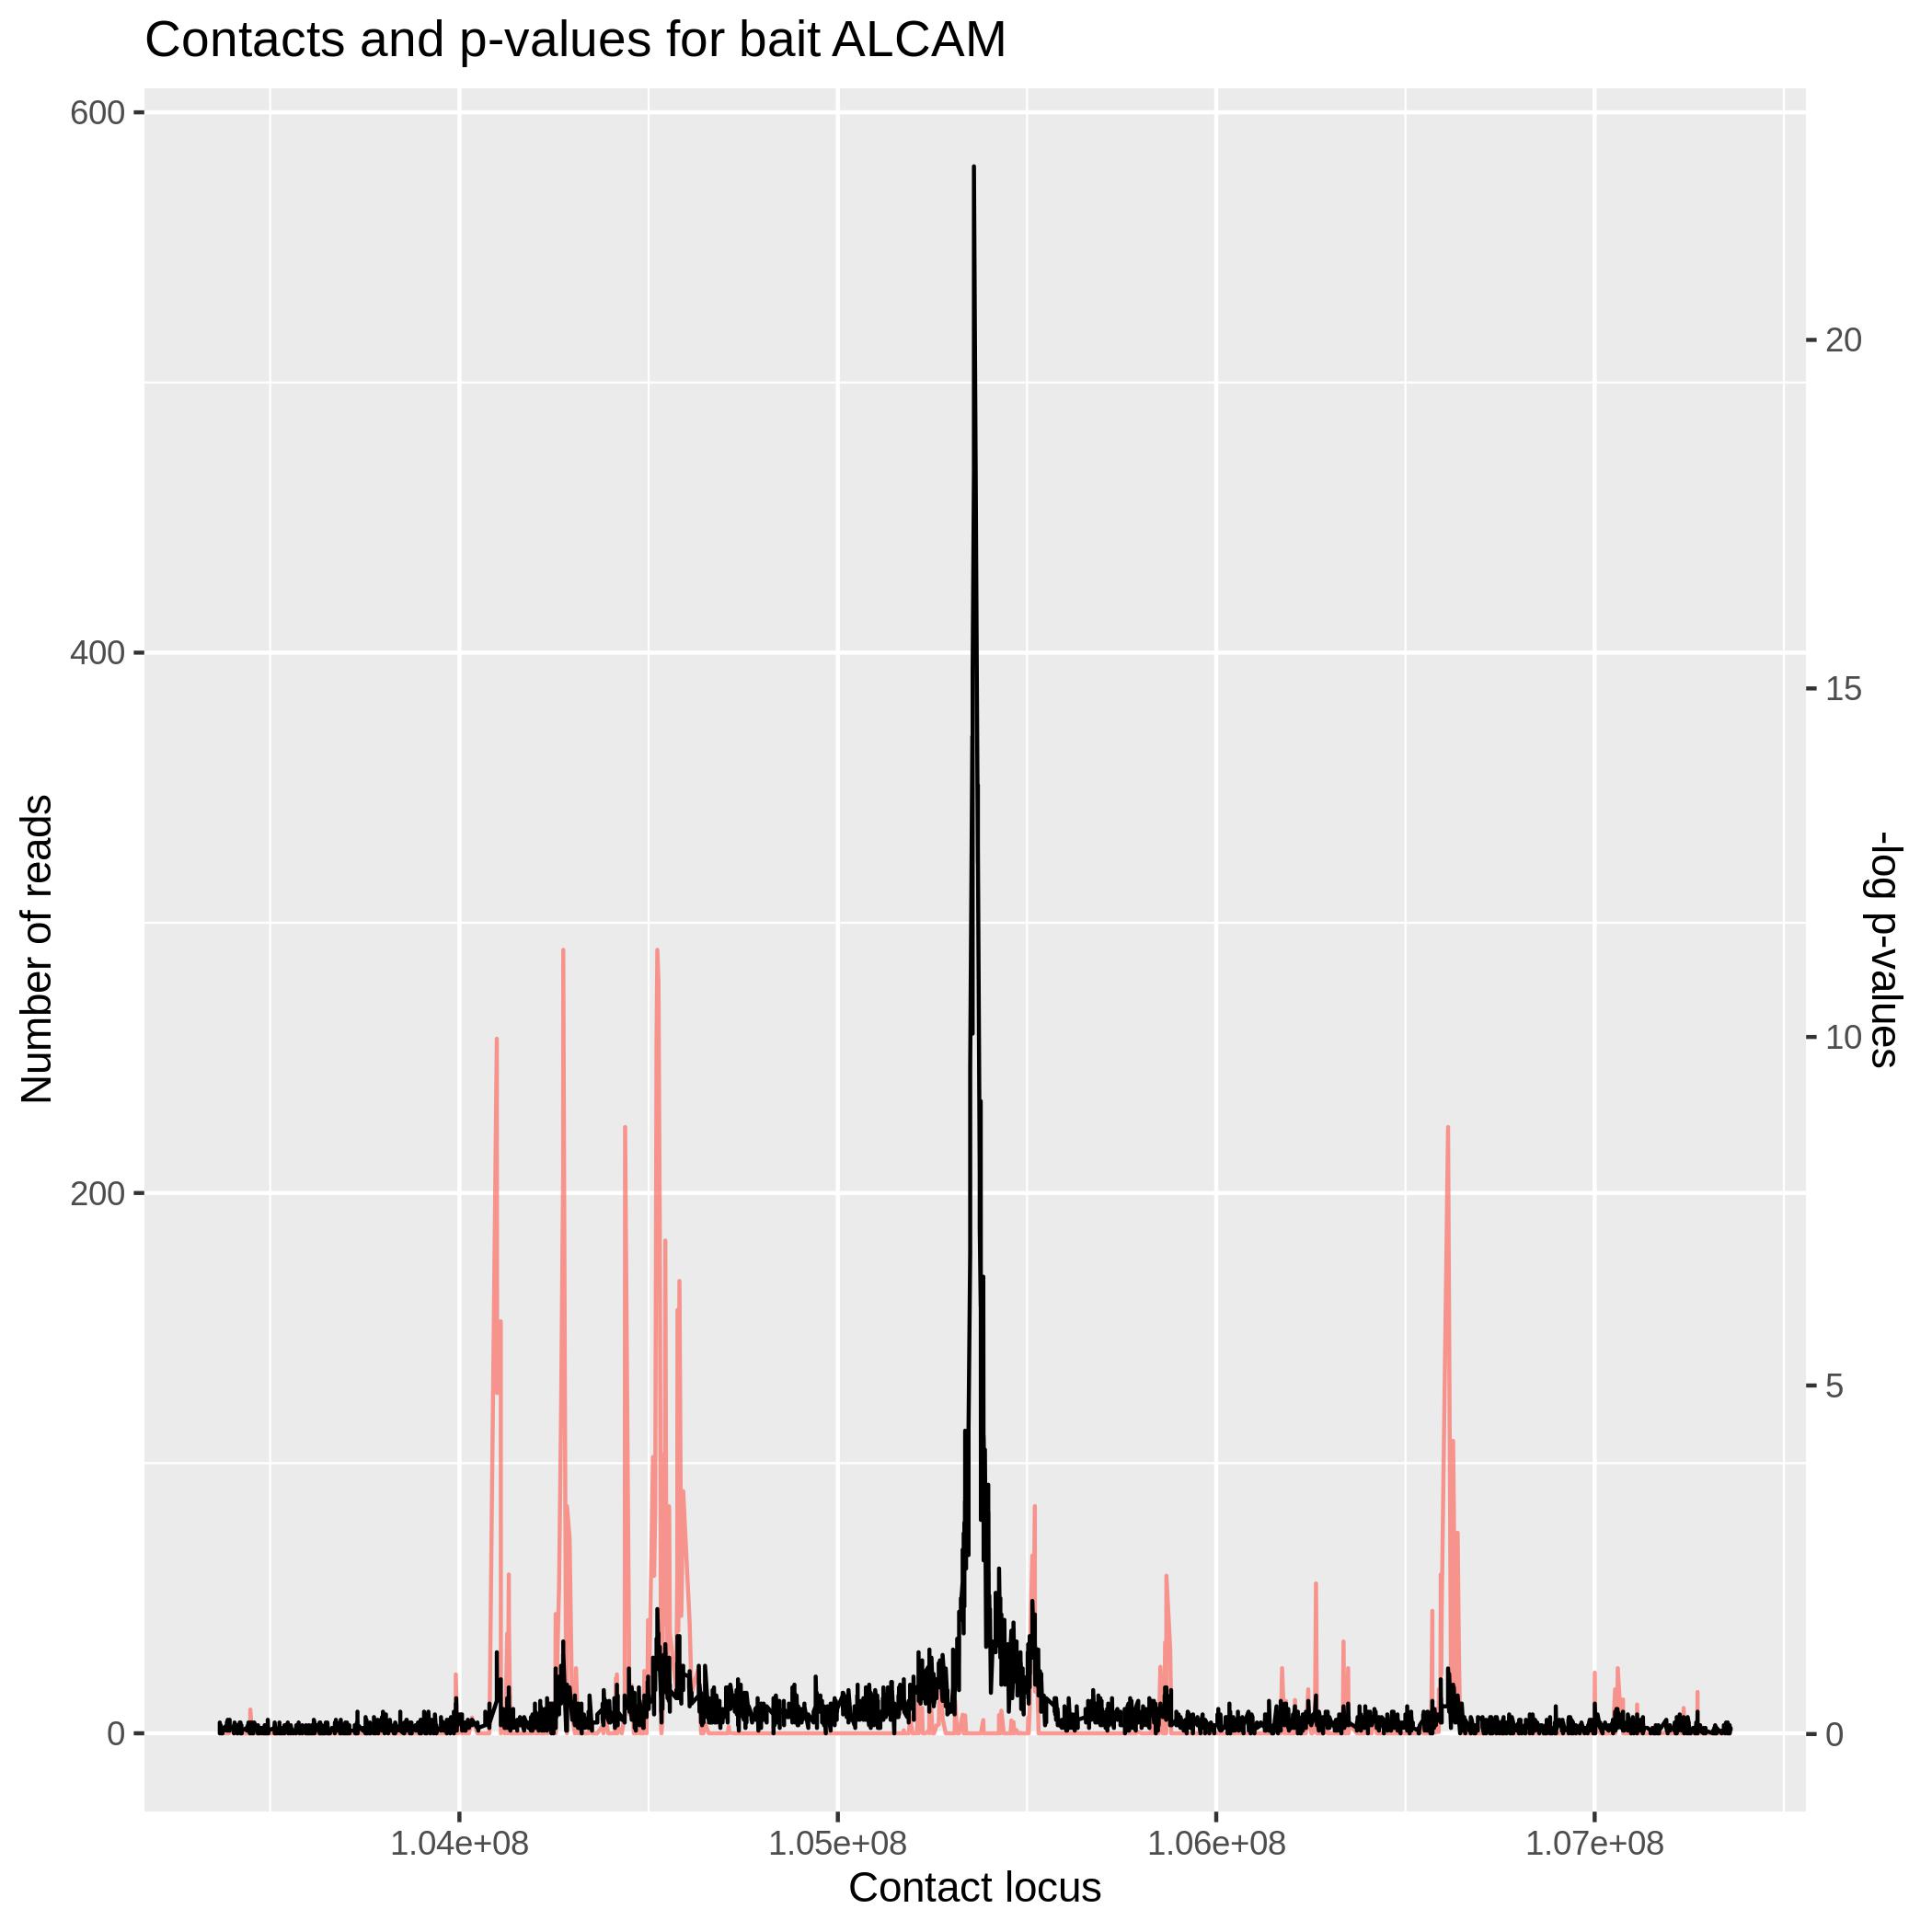 Contacts and p-values for bait ALCAM
600
400
200
0
Number of reads
20
15
10
5
0
-log p-values
1.04e+08
1.05e+08
1.06e+08
1.07e+08
Contact locus